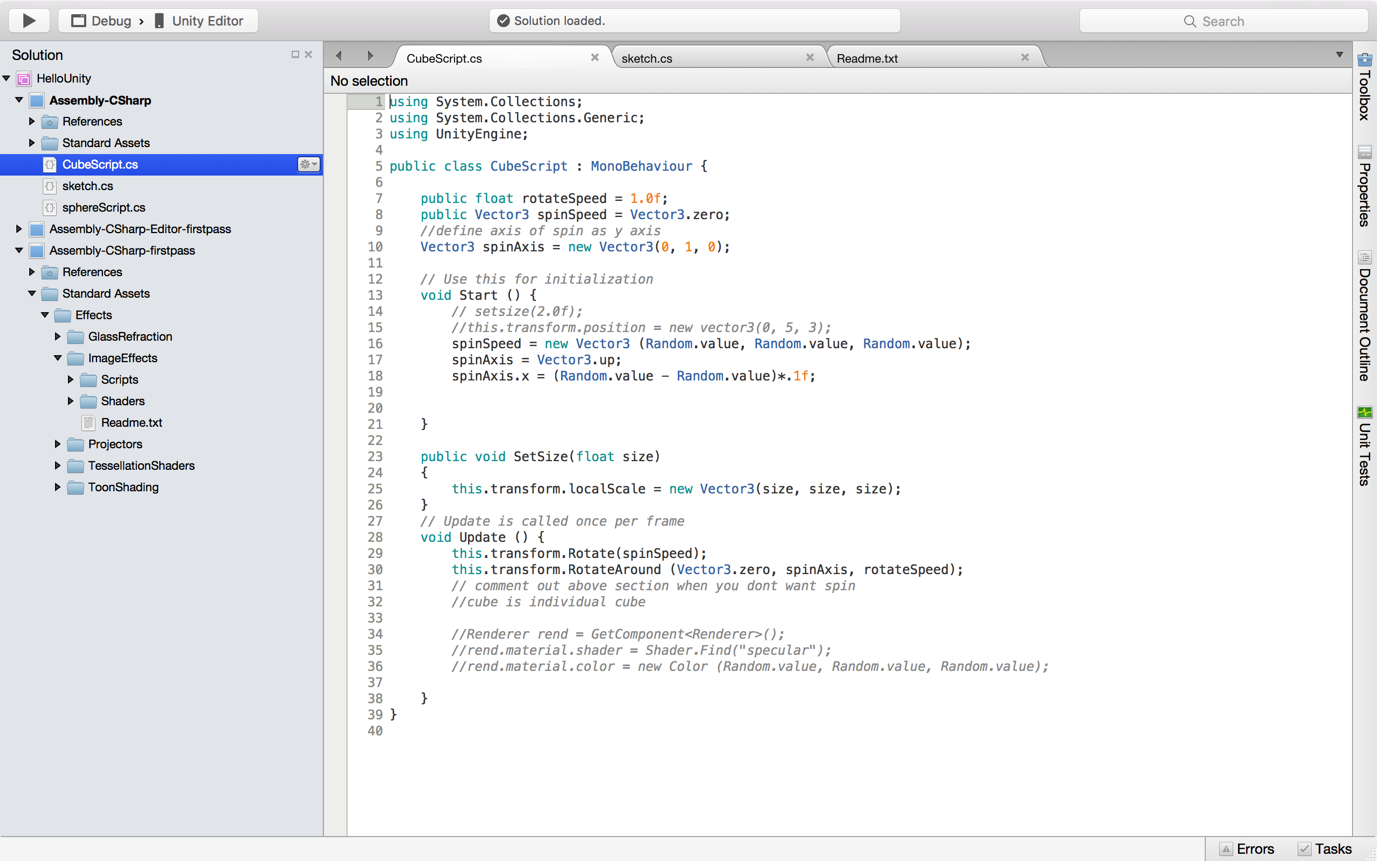 Debug › Unity Editor
Solution loaded.
Search
Solution
HelloUnity
Assembly-CSharp
References
Standard Assets
CubeScript.cs
sketch.cs
sphereScript.cs
Assembly-CSharp-Editor-firstpass
Assembly-CSharp-firstpass
References
Standard Assets
Effects
GlassRefraction
ImageEffects
Scripts
Shaders
Readme.txt
Projectors
TessellationShaders
ToonShading
CubeScript.cs
sketch.cs
Readme.txt
No selection
1 using System.Collections;
2 using System.Collections.Generic;
3 using UnityEngine;
4
5 public class CubeScript : MonoBehaviour {
6
7     public float rotateSpeed = 1.0f;
8     public Vector3 spinSpeed = Vector3.zero;
9     //define axis of spin as y axis
10     Vector3 spinAxis = new Vector3(0, 1, 0);
11
12     // Use this for initialization
13     void Start () {
14         // setsize(2.0f);
15         //this.transform.position = new vector3(0, 5, 3);
16         spinSpeed = new Vector3 (Random.value, Random.value, Random.value);
17         spinAxis = Vector3.up;
18         spinAxis.x = (Random.value - Random.value)*.1f;
19
20
21     }
22
23     public void SetSize(float size)
24     {
25         this.transform.localScale = new Vector3(size, size, size);
26     }
27     // Update is called once per frame
28     void Update () {
29         this.transform.Rotate(spinSpeed);
30         this.transform.RotateAround (Vector3.zero, spinAxis, rotateSpeed);
31         // comment out above section when you dont want spin
32         //cube is individual cube
33
34         //Renderer rend = GetComponent<Renderer>();
35         //rend.material.shader = Shader.Find("specular");
36         //rend.material.color = new Color (Random.value, Random.value, Random.value);
37
38     }
39 }
40
Toolbox
Properties
Document Outline
Unit Tests
Errors
Tasks